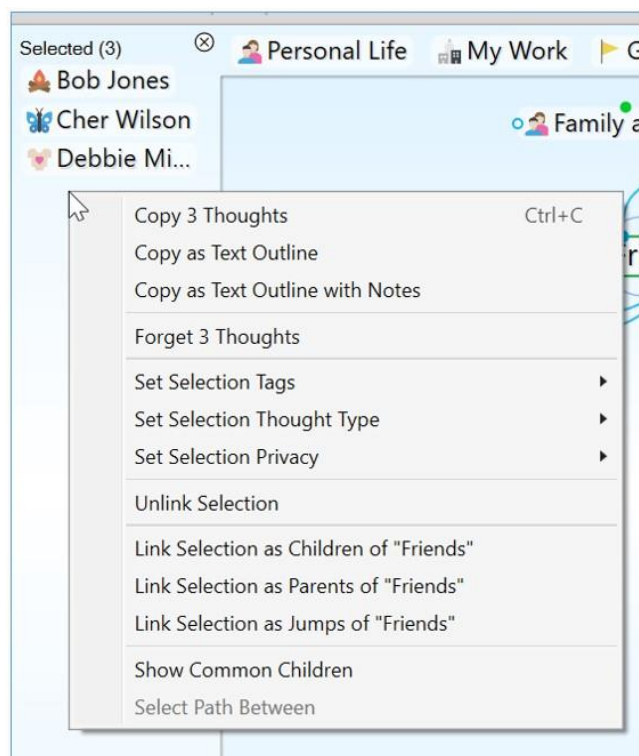 Selected (3)
Personal Life
My Work
G
Bob Jones
Cher Wilson
Debbie Mi...
Family a
Copy 3 Thoughts Ctrl+C
Copy as Text Outline
Copy as Text Outline with Notes
Forget 3 Thoughts
Set Selection Tags
Set Selection Thought Type
Set Selection Privacy
Unlink Selection
Link Selection as Children of "Friends"
Link Selection as Parents of "Friends"
Link Selection as Jumps of "Friends"
Show Common Children
Select Path Between